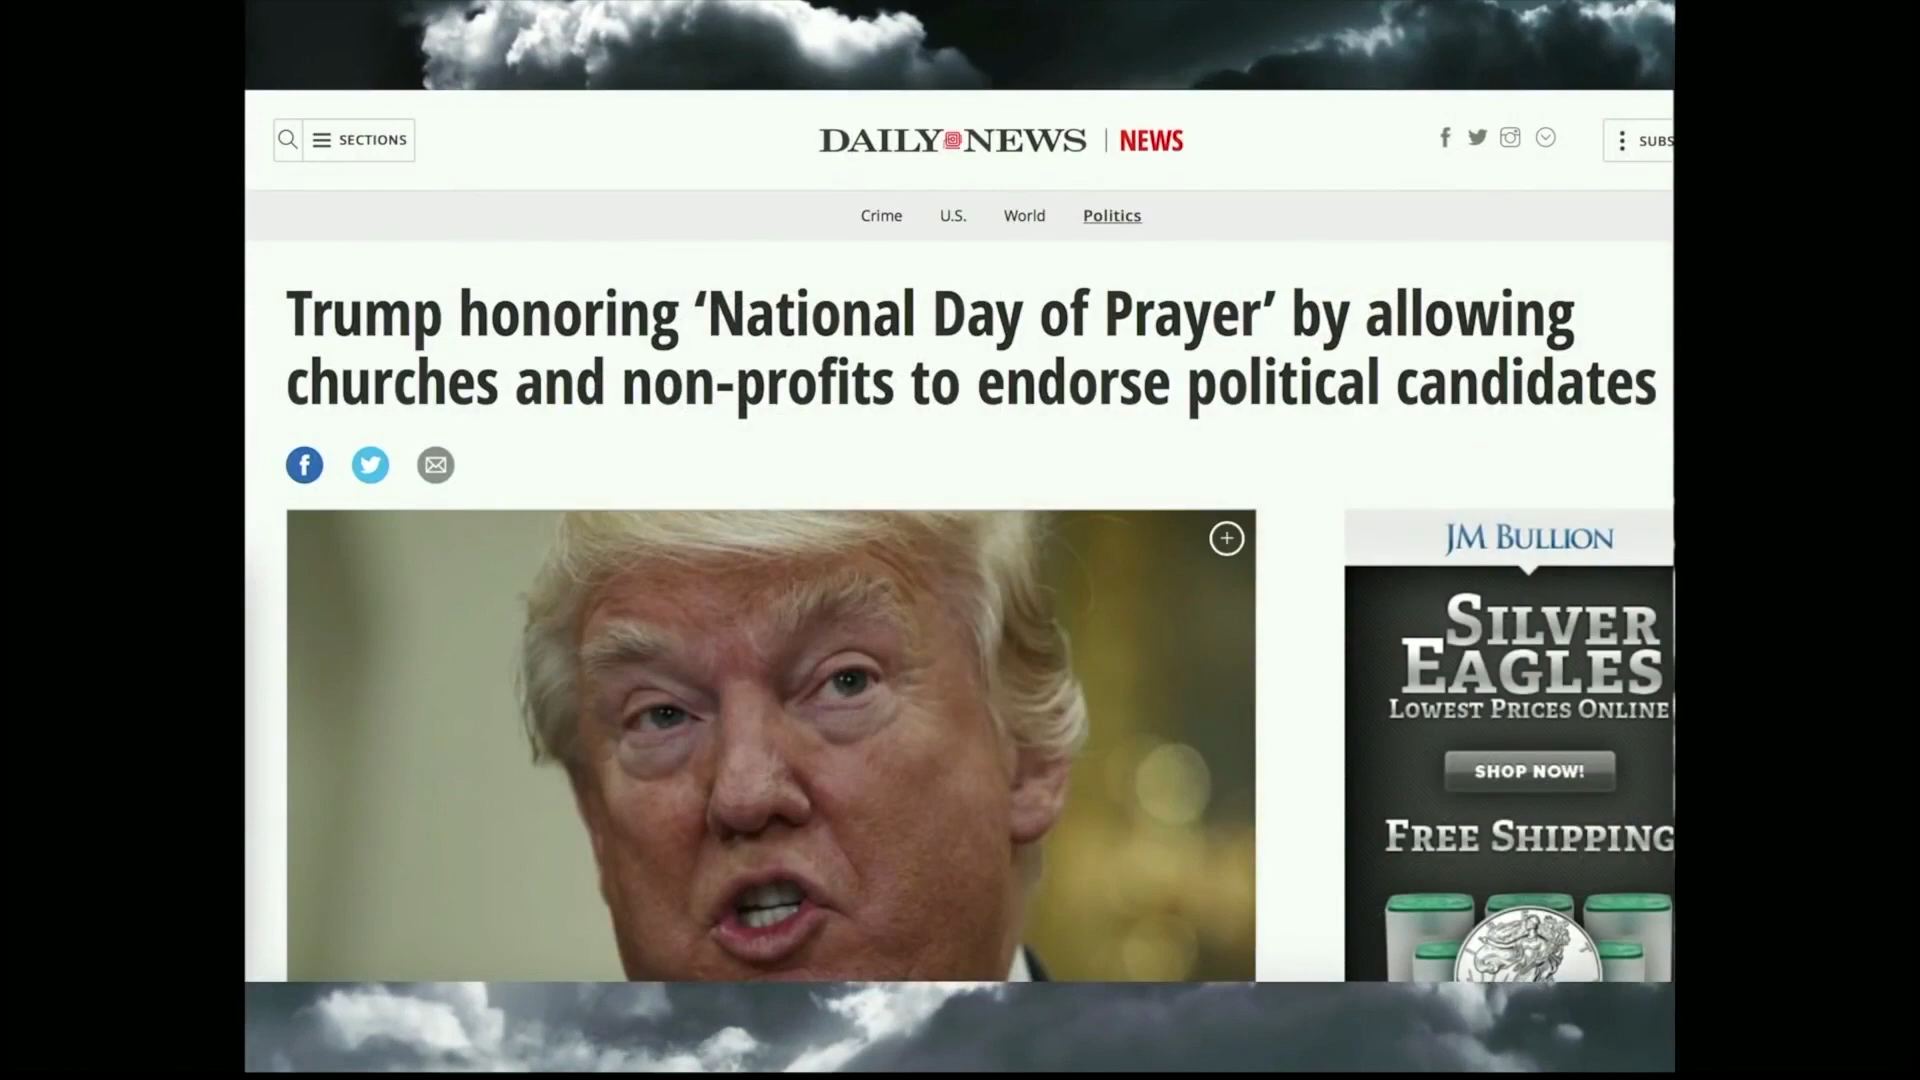 SECTIONS
DAILY NEWS | NEWS
SUBS
Crime U.S. World Politics
Trump honoring ‘National Day of Prayer’ by allowing
churches and non-profits to endorse political candidates
JM BULLION
SILVER
EAGLES
LOWEST PRICES ONLINE
SHOP NOW!
FREE SHIPPING